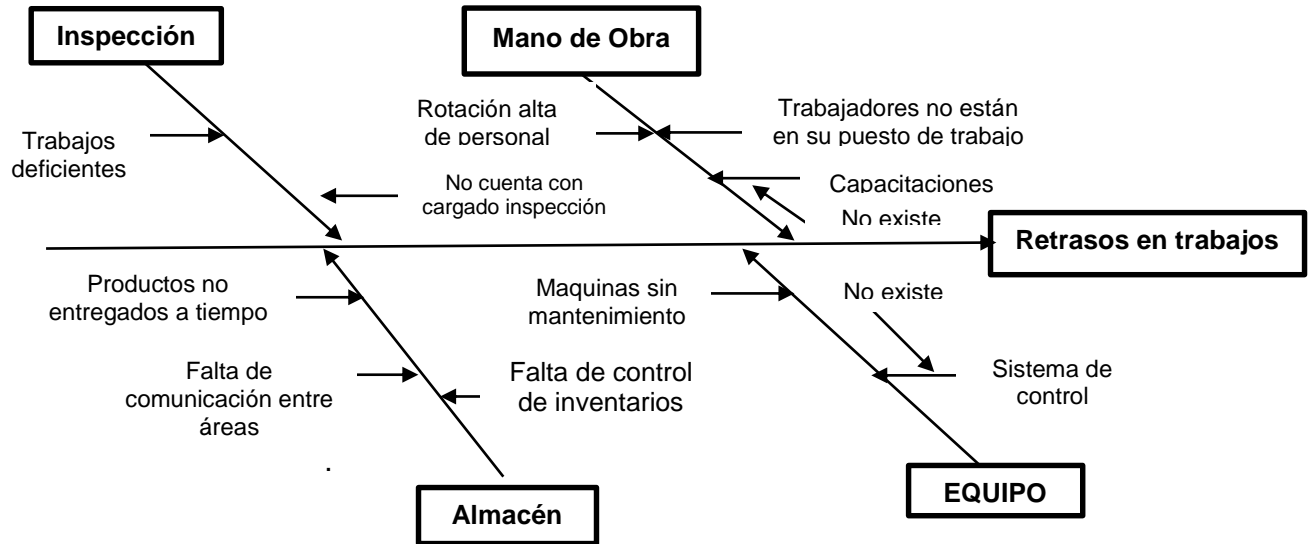 Inspección
Mano de Obra
Rotación alta
de personal
Trabajadores no están
en su puesto de trabajo
Trabajos
deficientes
No cuenta con
cargado inspección
Capacitaciones
No existe
Retrasos en trabajos
Productos no
entregados a tiempo
Maquinas sin
mantenimiento
No existe
Falta de
comunicación entre
áreas
Falta de control
de inventarios
Sistema de
control
.
Almacén
EQUIPO